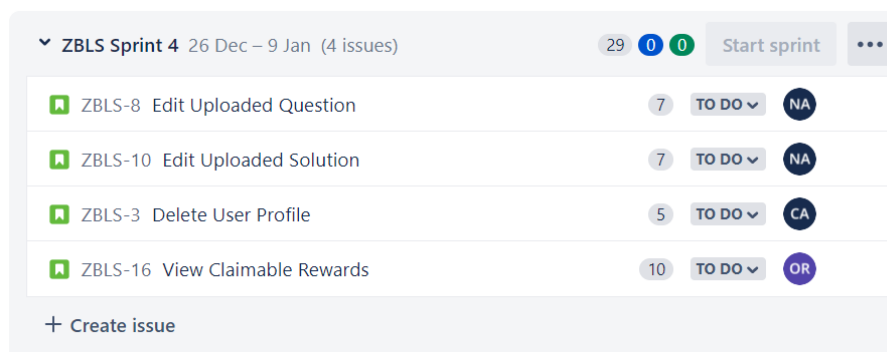 ZBLS Sprint 4 26 Dec – 9 Jan (4 issues) 29 0 0 Start sprint
ZBLS-8 Edit Uploaded Question 7 TO DO NA
ZBLS-10 Edit Uploaded Solution 7 TO DO NA
ZBLS-3 Delete User Profile 5 TO DO CA
ZBLS-16 View Claimable Rewards 10 TO DO OR
+ Create issue